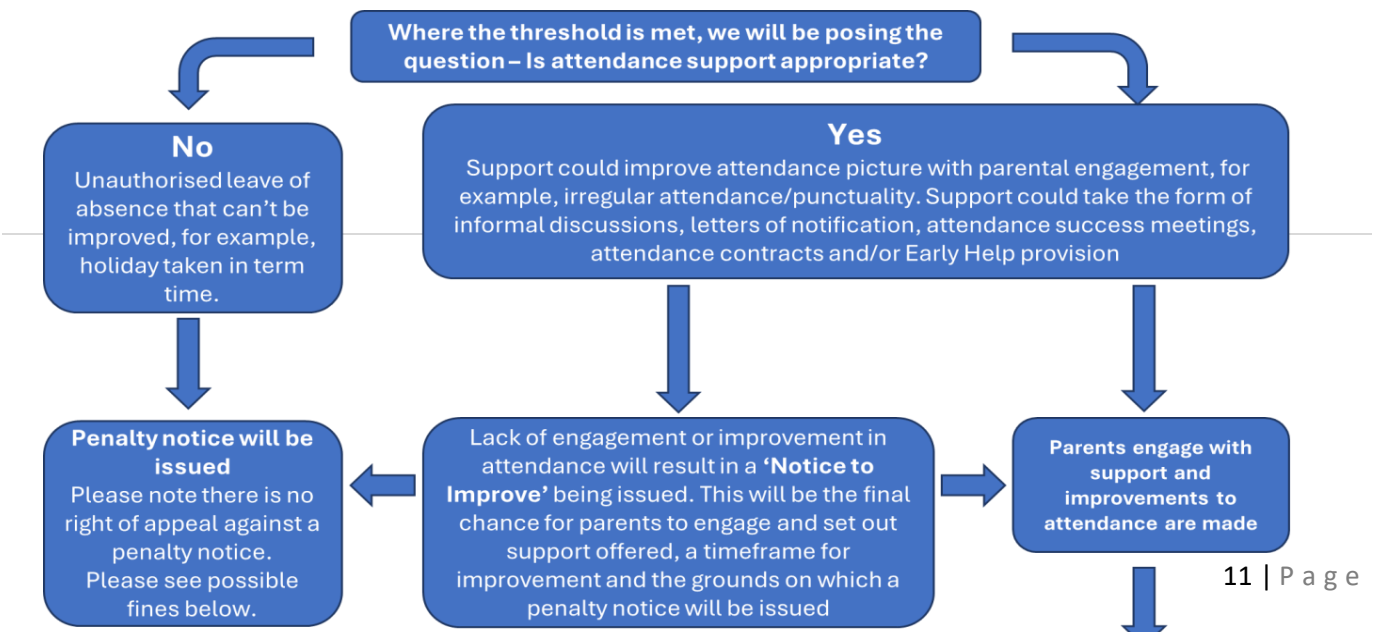 Where the threshold is met, we will be posing the
question – Is attendance support appropriate?
No
Unauthorised leave of
absence that can’t be
improved, for example,
holiday taken in term
time.
Yes
Support could improve attendance picture with parental engagement, for
example, irregular attendance/punctuality. Support could take the form of
informal discussions, letters of notification, attendance success meetings,
attendance contracts and/or Early Help provision
Penalty notice will be
issued
Please note there is no
right of appeal against a
penalty notice.
Please see possible
fines below.
Lack of engagement or improvement in
attendance will result in a ‘Notice to
Improve’ being issued. This will be the final
chance for parents to engage and set out
support offered, a timeframe for
improvement and the grounds on which a
penalty notice will be issued
Parents engage with
support and
improvements to
attendance are made
11 | Page